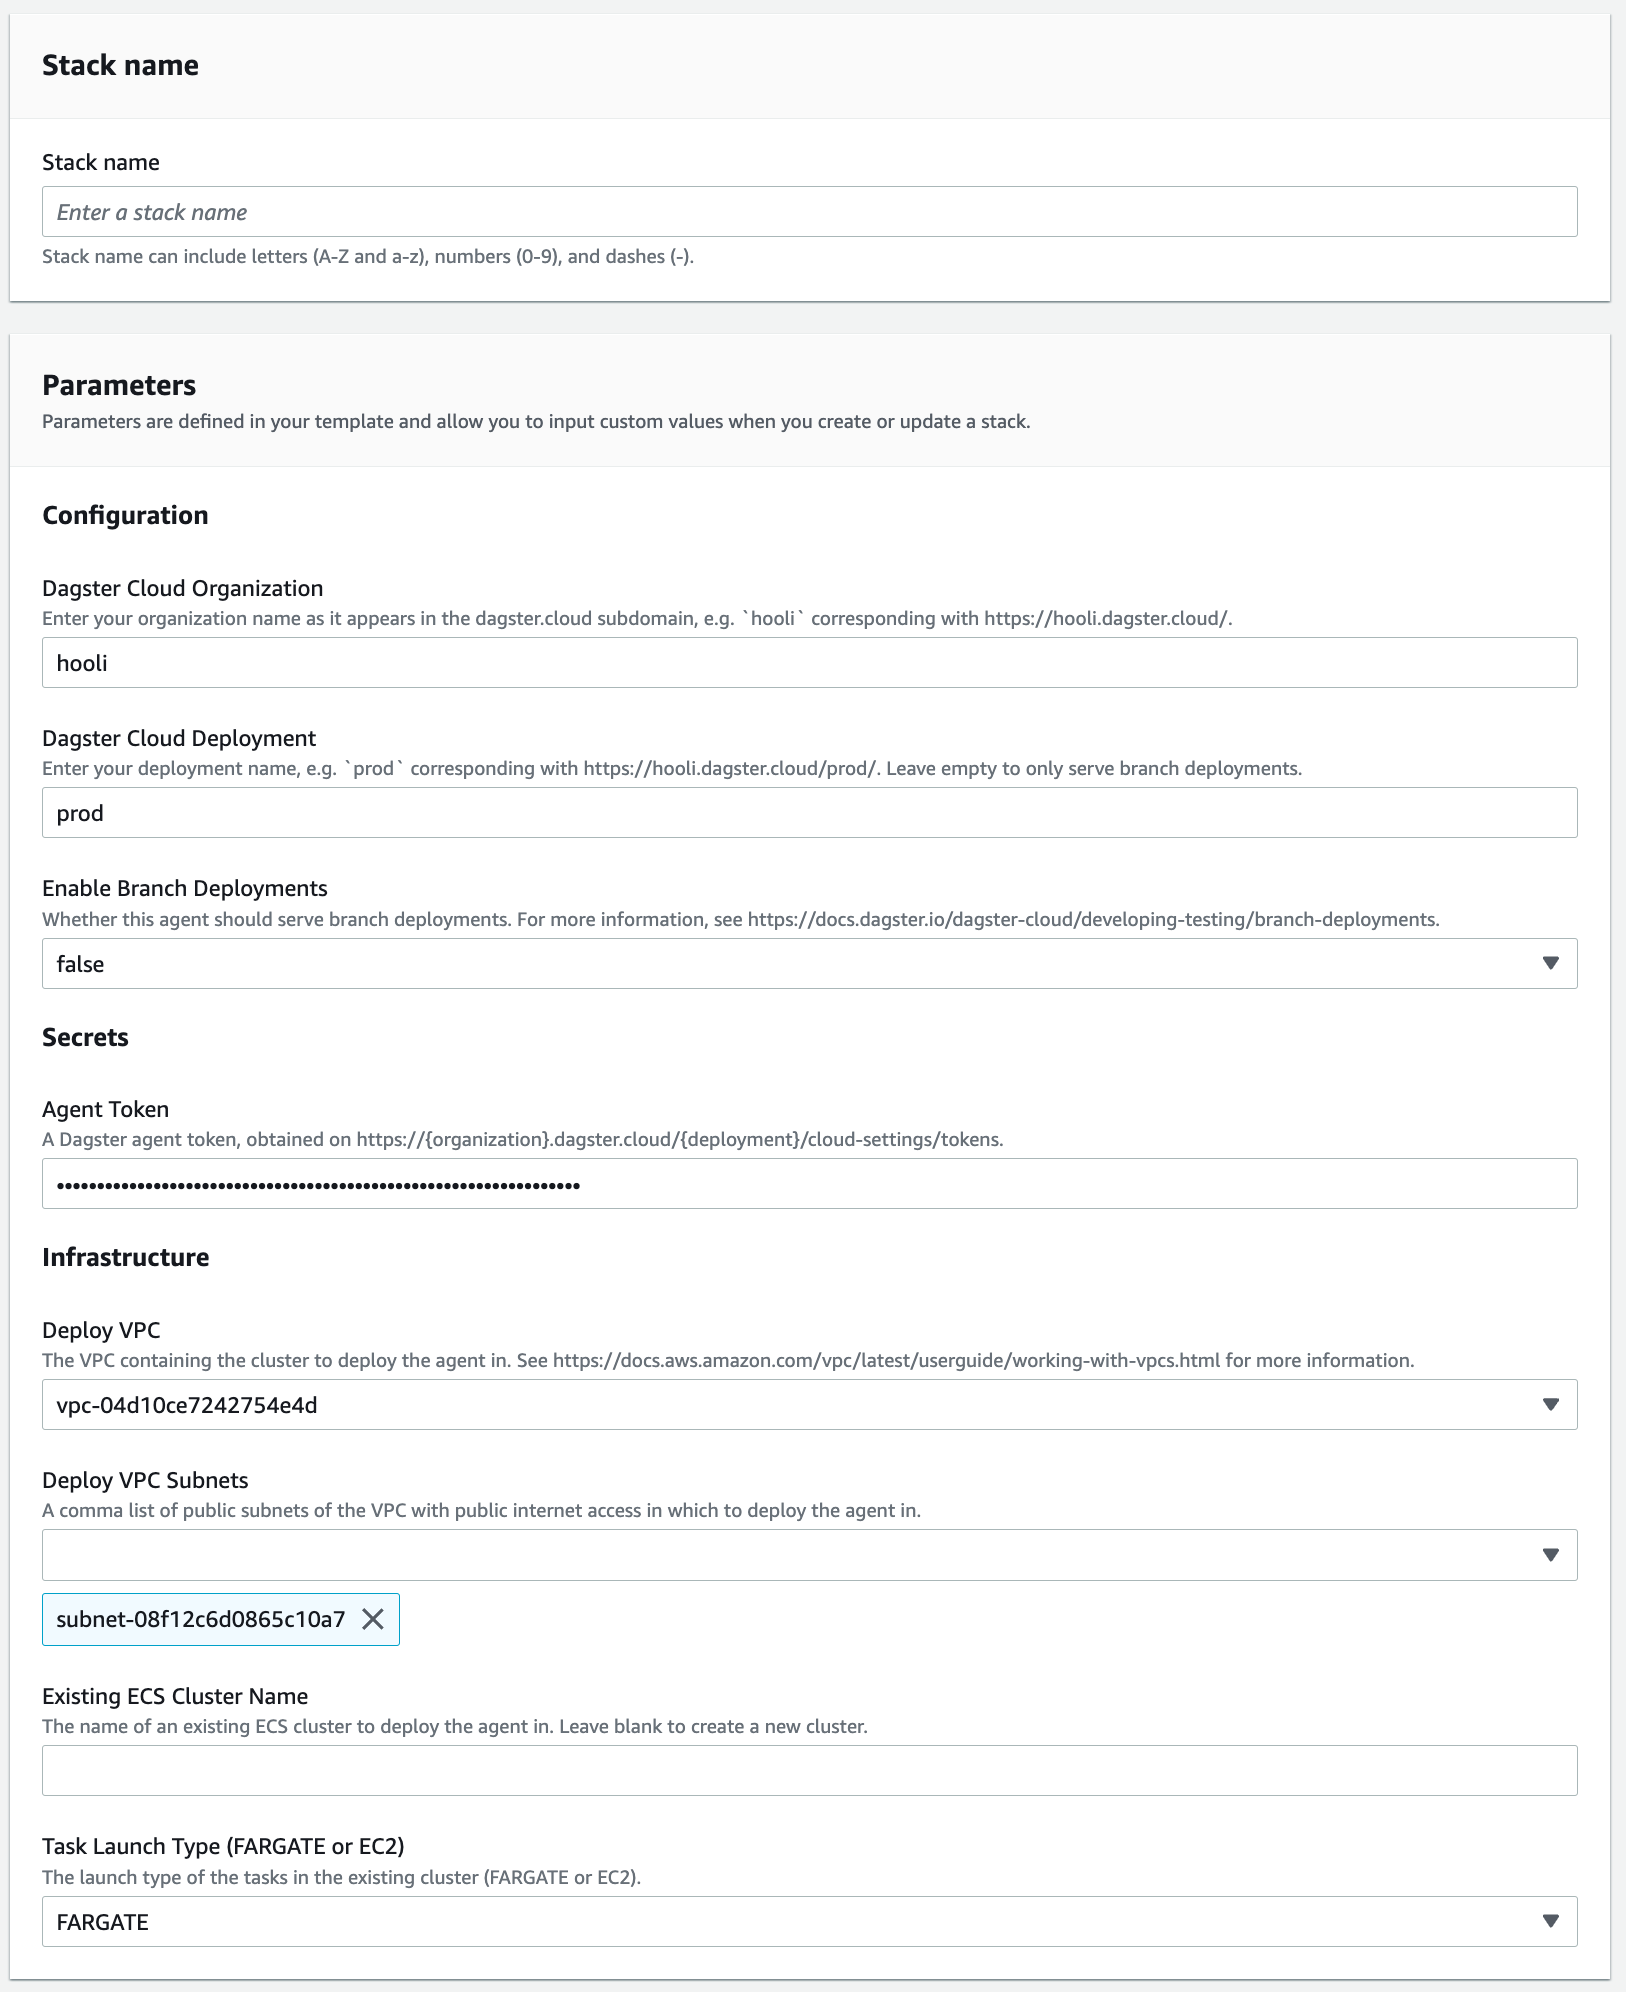 Stack name
Stack name
Enter a stack name
Stack name can include letters (A-Z and a-z), numbers (0-9), and dashes (-).
Parameters
Parameters are defined in your template and allow you to input custom values when you create or update a stack.
Configuration
Dagster Cloud Organization
Enter your organization name as it appears in the dagster.cloud subdomain, e.g. `hooli` corresponding with https://hooli.dagster.cloud/.
hooli
Dagster Cloud Deployment
Enter your deployment name, e.g. `prod` corresponding with https://hooli.dagster.cloud/prod/. Leave empty to only serve branch deployments.
prod
Enable Branch Deployments
Whether this agent should serve branch deployments. For more information, see https://docs.dagster.io/dagster-cloud/developing-testing/branch-deployments.
false
Secrets
Agent Token
A Dagster agent token, obtained on https://{organization}.dagster.cloud/{deployment}/cloud-settings/tokens.
Infrastructure
Deploy VPC
The VPC containing the cluster to deploy the agent in. See https://docs.aws.amazon.com/vpc/latest/userguide/working-with-vpcs.html for more information.
vpc-04d10ce7242754e4d
Deploy VPC Subnets
A comma list of public subnets of the VPC with public internet access in which to deploy the agent in.
subnet-08f12c6d0865c10a7
Existing ECS Cluster Name
The name of an existing ECS cluster to deploy the agent in. Leave blank to create a new cluster.
Task Launch Type (FARGATE or EC2)
The launch type of the tasks in the existing cluster (FARGATE or EC2).
FARGATE